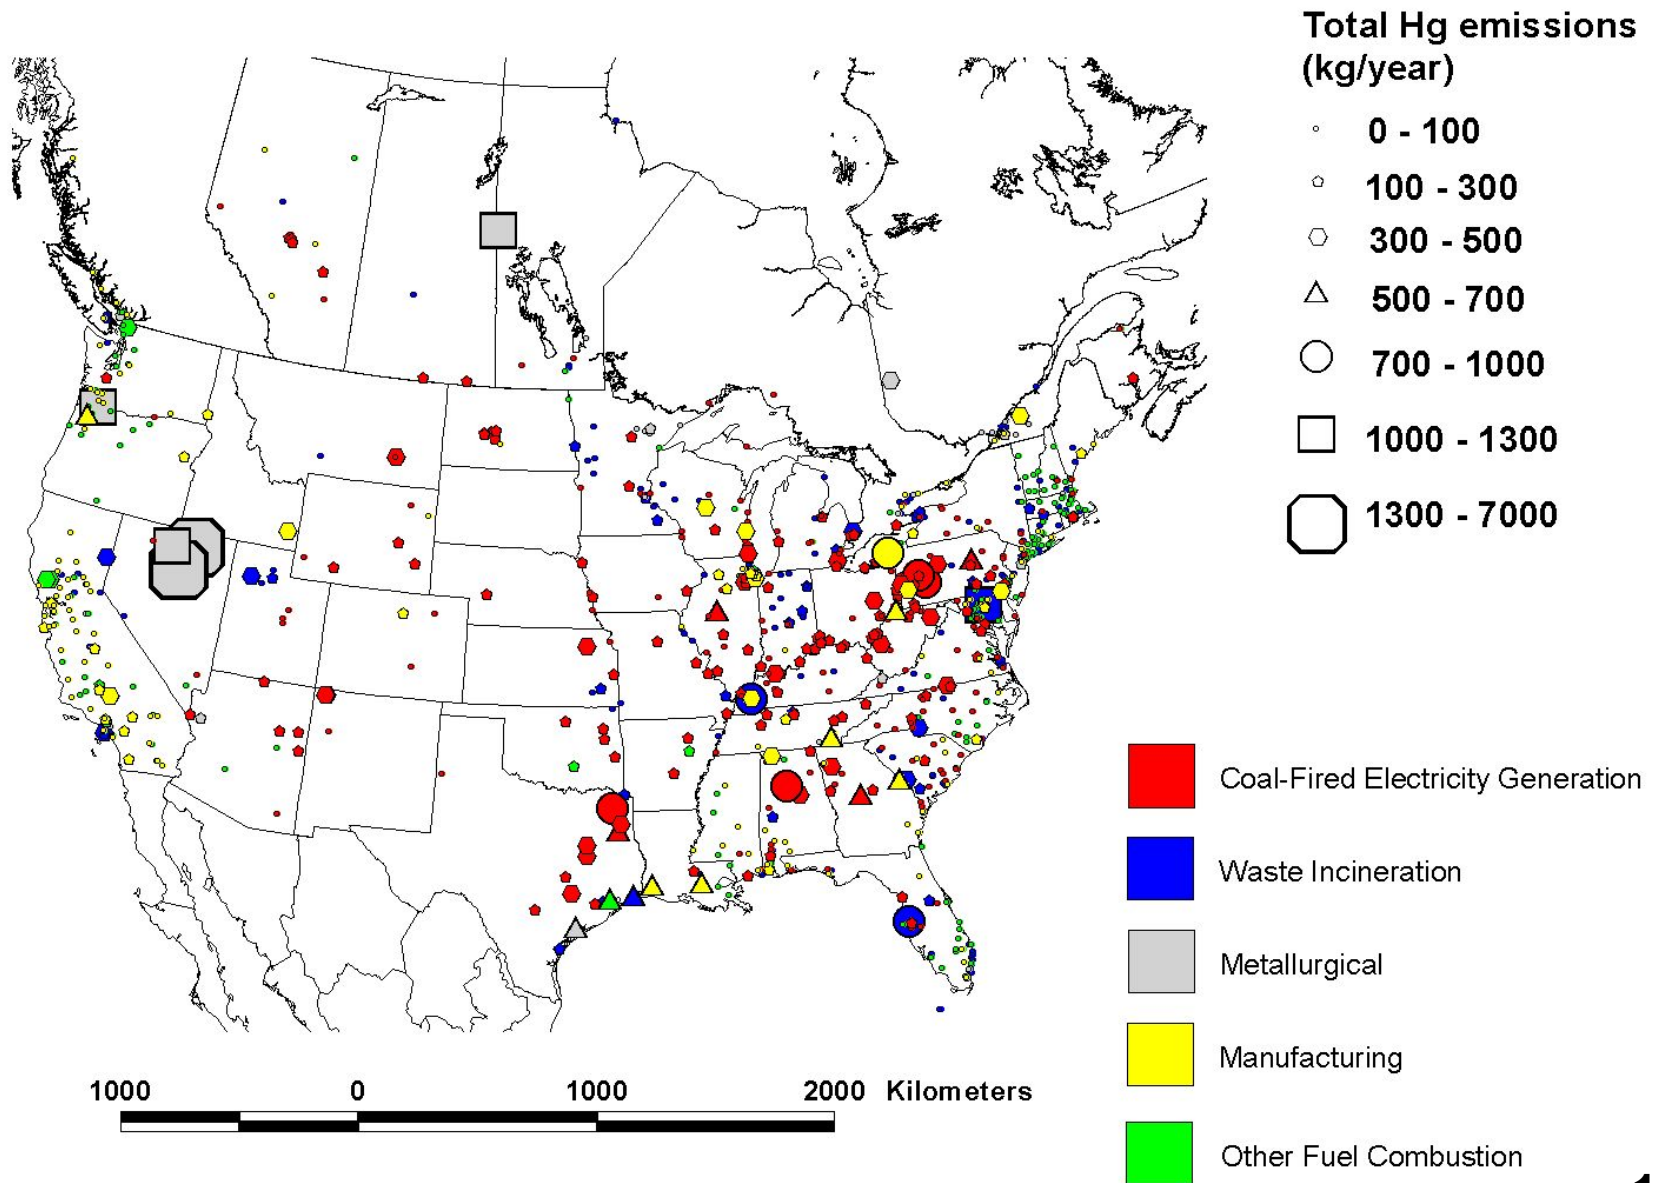 Total Hg emissions
(kg/year)
0 - 100
100 - 300
300 - 500
500 - 700
700 - 1000
1000 - 1300
1300 - 7000
Coal-Fired Electricity Generation
Waste Incineration
Metallurgical
Manufacturing
Other Fuel Combustion
1000 0 1000 2000 Kilometers